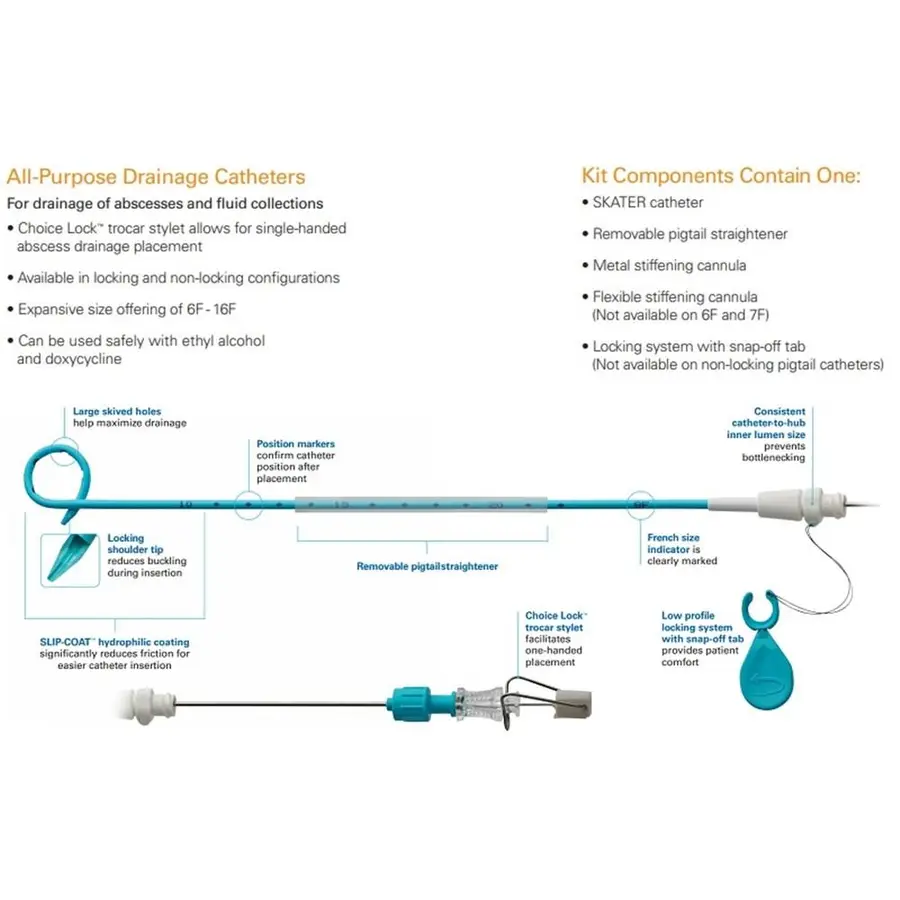 All-Purpose Drainage Catheters
For drainage of abscesses and fluid collections
• Choice Lock™ trocar stylet allows for single-handed
abscess drainage placement
• Available in locking and non-locking configurations
• Expansive size offering of 6F-16F
• Can be used safely with ethyl alcohol
and doxycycline
Kit Components Contain One:
• SKATER catheter
• Removable pigtail straightener
• Metal stiffening cannula
• Flexible stiffening cannula
(Not available on 6F and 7F)
• Locking system with snap-off tab
(Not available on non-locking pigtail catheters)
Large skived holes
help maximize drainage
Position markers
confirm catheter
position after
placement
Consistent
catheter-to-hub
inner lumen size
prevents
bottlenecking
10
15
20
Locking
shoulder tip
reduces buckling
during insertion
Removable pigtailstraightener
French size
indicator is
clearly marked
SLIP-COAT™ hydrophilic coating
significantly reduces friction for
easier catheter insertion
Choice Lock™
trocar stylet
facilitates
one-handed
placement
Low profile
locking system
with snap-off tab
provides patient
comfort